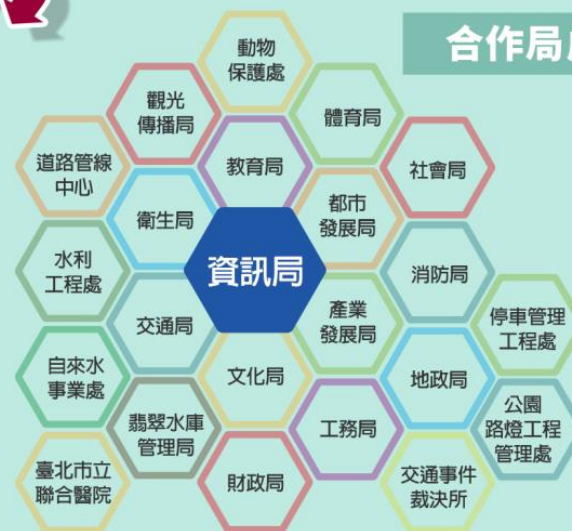 合作局
動物
保護處
觀光
傳播局
體育局
道路管線
中心
教育局
社會局
衛生局
都市
發展局
水利
工程處
資訊局
消防局
交通局
產業
發展局
停車管理
工程處
自來水
事業處
文化局
地政局
翡翠水庫
管理局
工務局
公園
路燈工程
管理處
臺北市立
聯合醫院
財政局
交通事件
裁決所